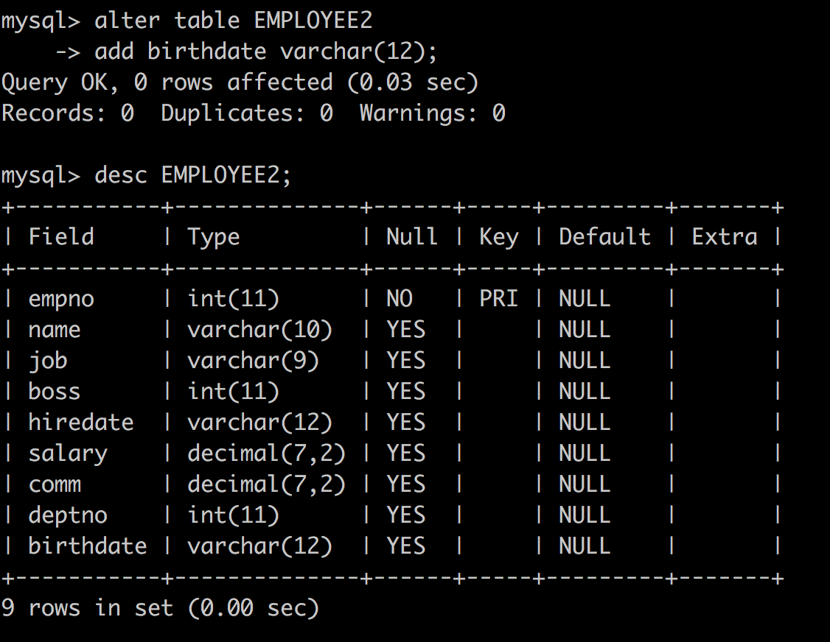 mysql> alter table EMPLOYEE2
    -> add birthdate varchar(12);
Query OK, 0 rows affected (0.03 sec)
Records: 0  Duplicates: 0  Warnings: 0

mysql> desc EMPLOYEE2;
+-----------+--------------+------+-----+---------+-------+
| Field     | Type         | Null | Key | Default | Extra |
+-----------+--------------+------+-----+---------+-------+
| empno     | int(11)      | NO   | PRI | NULL    |       |
| name      | varchar(10)  | YES  |     | NULL    |       |
| job       | varchar(9)   | YES  |     | NULL    |       |
| boss      | int(11)      | YES  |     | NULL    |       |
| hiredate  | varchar(12)  | YES  |     | NULL    |       |
| salary    | decimal(7,2) | YES  |     | NULL    |       |
| comm      | decimal(7,2) | YES  |     | NULL    |       |
| deptno    | int(11)      | YES  |     | NULL    |       |
| birthdate | varchar(12)  | YES  |     | NULL    |       |
+-----------+--------------+------+-----+---------+-------+
9 rows in set (0.00 sec)